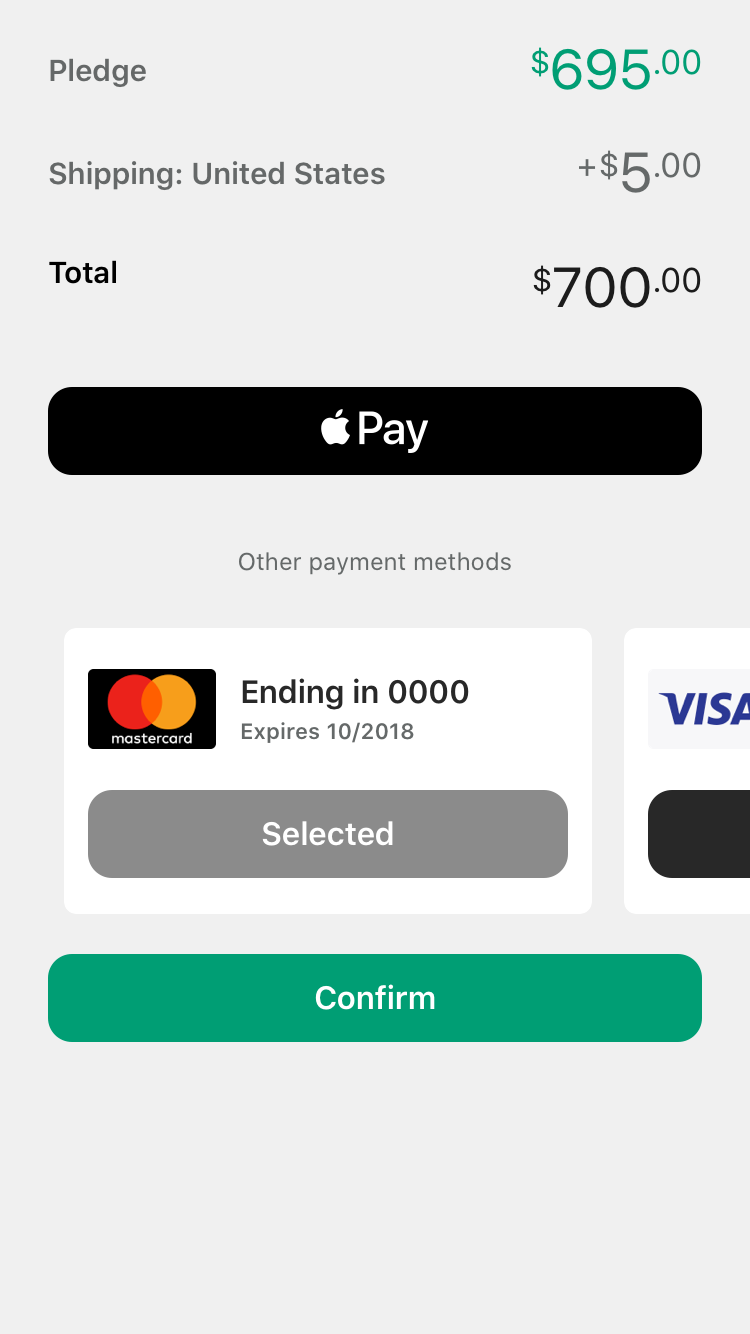 Pledge $695.00
Shipping: United States +$5.00
Total $700.00
Pay
Other payment methods
Ending in 0000
Expires 10/2018
mastercard
VISA
Selected
Confirm